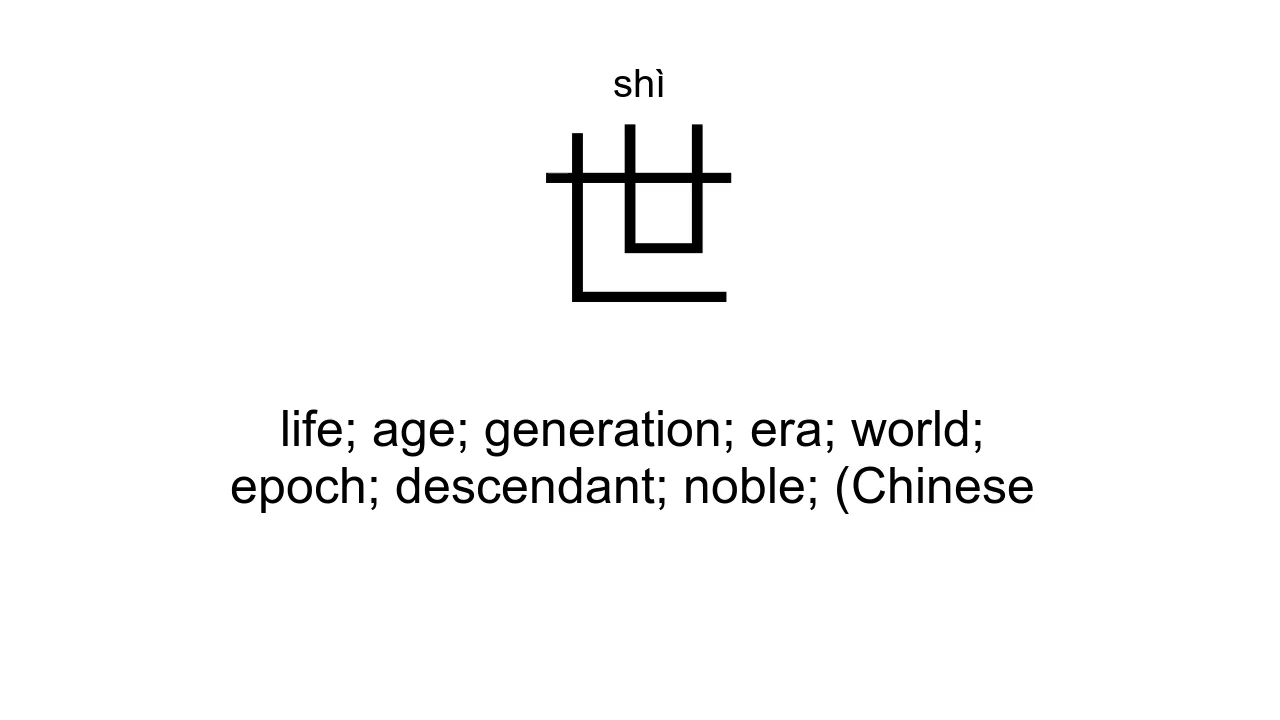 shì
世
life; age; generation; era; world;
epoch; descendant; noble; (Chinese